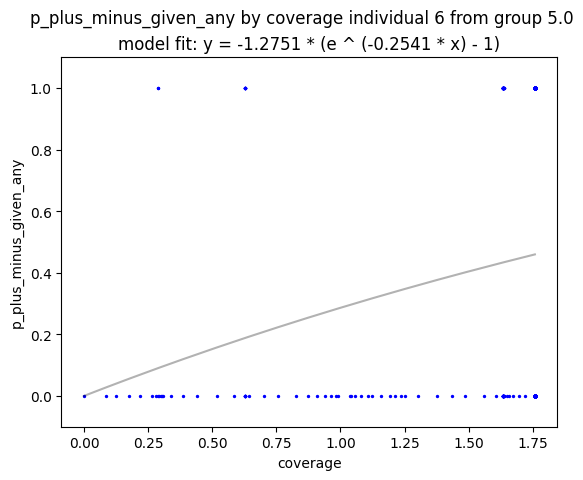 p_plus_minus_given_any by coverage individual 6 from group 5.0
model fit: y = -1.2751 * (e ^ (-0.2541 * x) - 1)
p_plus_minus_given_any
1.0
0.8
0.6
0.4
0.2
0.0
0.00 0.25 0.50 0.75 1.00 1.25 1.50 1.75
coverage